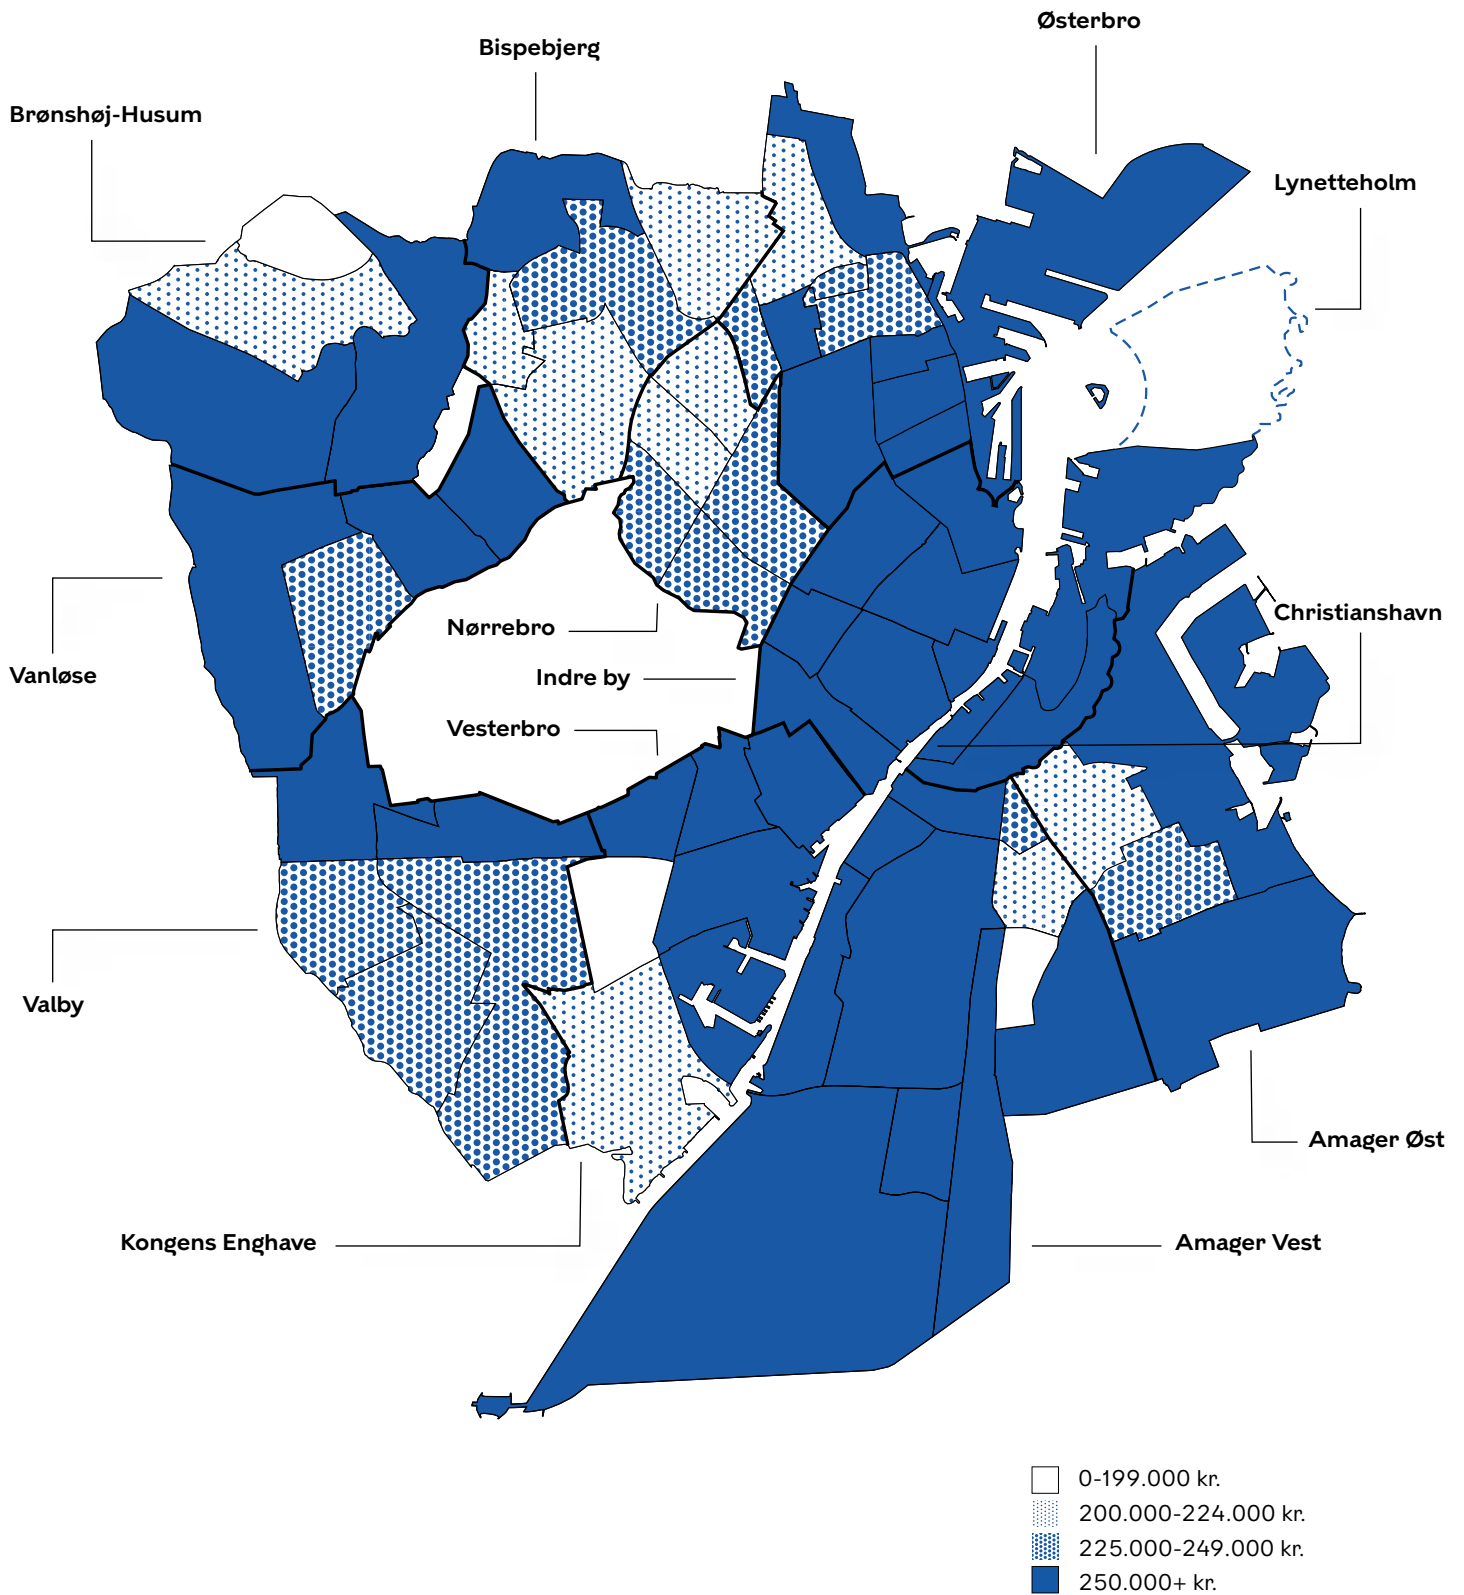 Østerbro
Bispebjerg
Brønshøj-Husum
Lynetteholm
Christianshavn
Nørrebro
Vanløse
Indre by
Vesterbro
Valby
Amager Øst
Kongens Enghave
Amager Vest
0-199.000 kr.
200.000-224.000 kr.
225.000-249.000 kr.
250.000+ kr.